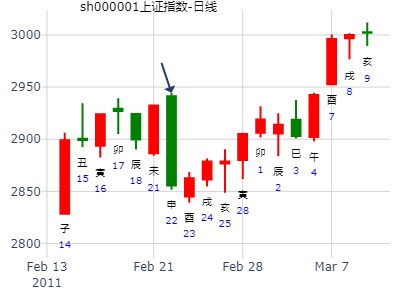 sh000001上证指数-日线
3000
2950
2900
2850
2800
子
14
丑
15
寅
16
卯
17
辰
18
未
21
申
22
酉
23
戌
24
亥
25
寅
28
卯
1
辰
2
巳
3
午
4
酉
7
戌
8
亥
9
Feb 13
2011
Feb 21
Feb 28
Mar 7